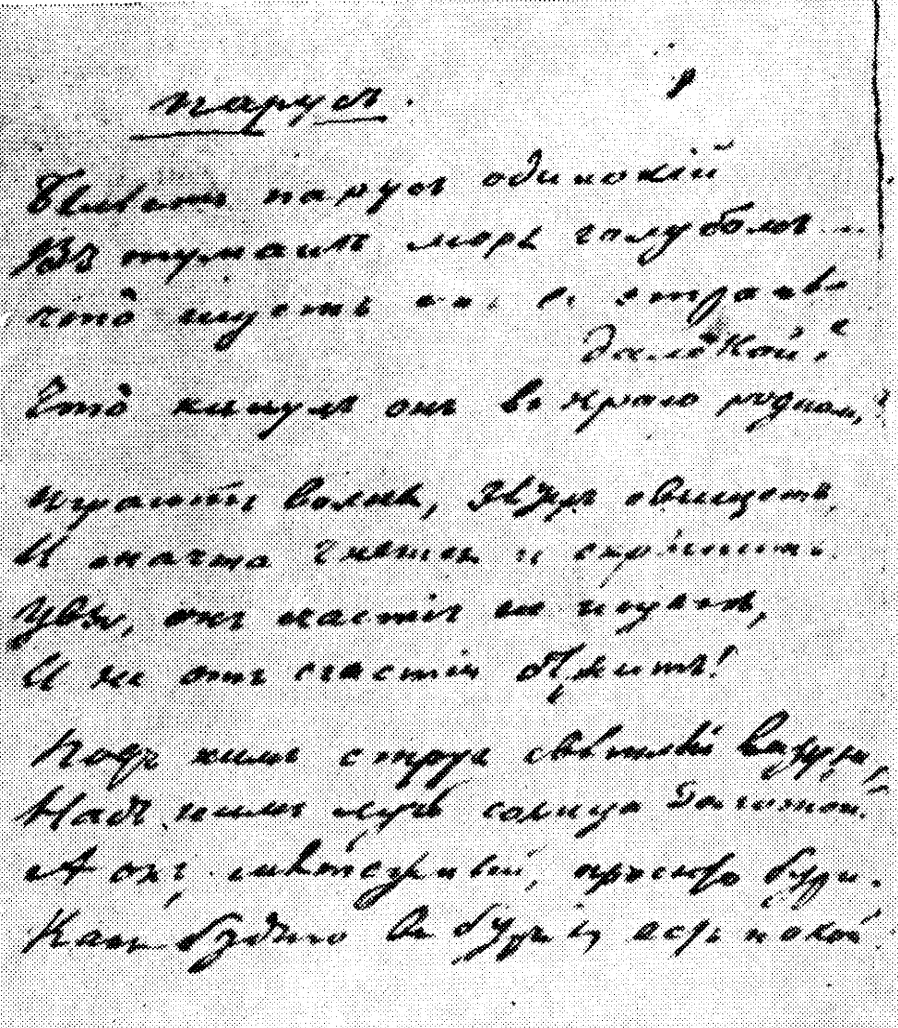 Парусъ.
Бѣлѣетъ парусъ одинокій
Въ туманѣ моря голубомъ...
Что ищетъ онъ въ странѣ
далекой?
Что кинулъ онъ въ краю родномъ?
Играютъ волны, вѣтръ свищетъ,
И мачта гнется и скрипитъ
Увы, онъ счастія не ищетъ,
И не отъ счастія бѣжитъ!
Подъ нимъ струя свѣтлѣй лазури,
Надъ нимъ лучъ солнца золотой:
А онъ, мятежный, проситъ бури,
Какъ будто въ буряхъ есть покой